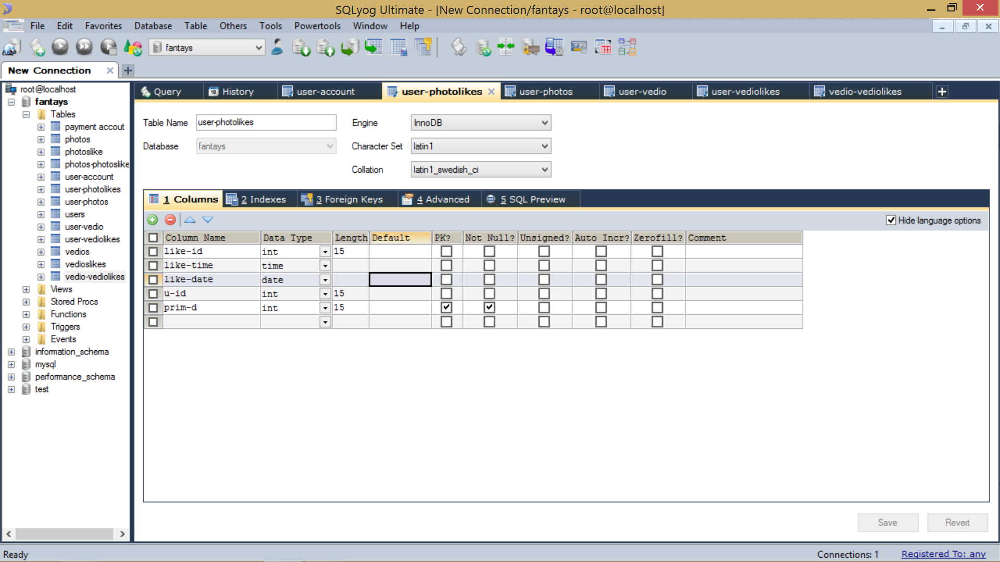 SQLyog Ultimate - [New Connection/fantays - root@localhost]
File Edit Favorites Database Table Others Tools Powertools Window Help
fantays
New Connection
root@localhost
fantays
Tables
payment accout
photos
photoslike
photos-photoslike
user-account
user-photolikes
user-photos
users
user-vedio
user-vediolikes
vedios
vedioslikes
vedio-vediolikes
Views
Stored Procs
Functions
Triggers
Events
information_schema
mysql
performance_schema
test
Query 18 History user-account user-photolikes user-photos user-vedio user-vediolikes vedio-vediolikes
Table Name user-photolikes Engine InnoDB
Database fantays Character Set latin1
Collation latin1_swedish_ci
1 Columns 2 Indexes 3 Foreign Keys 4 Advanced 5 SQL Preview
Hide language options
Column Name Data Type Length Default PK? Not Null? Unsigned? Auto Incr? Zerofill? Comment
like-id int 15
like-time time
like-date date
u-id int 15
prim-d int 15
Save Revert
Ready Connections: 1 Registered To: any